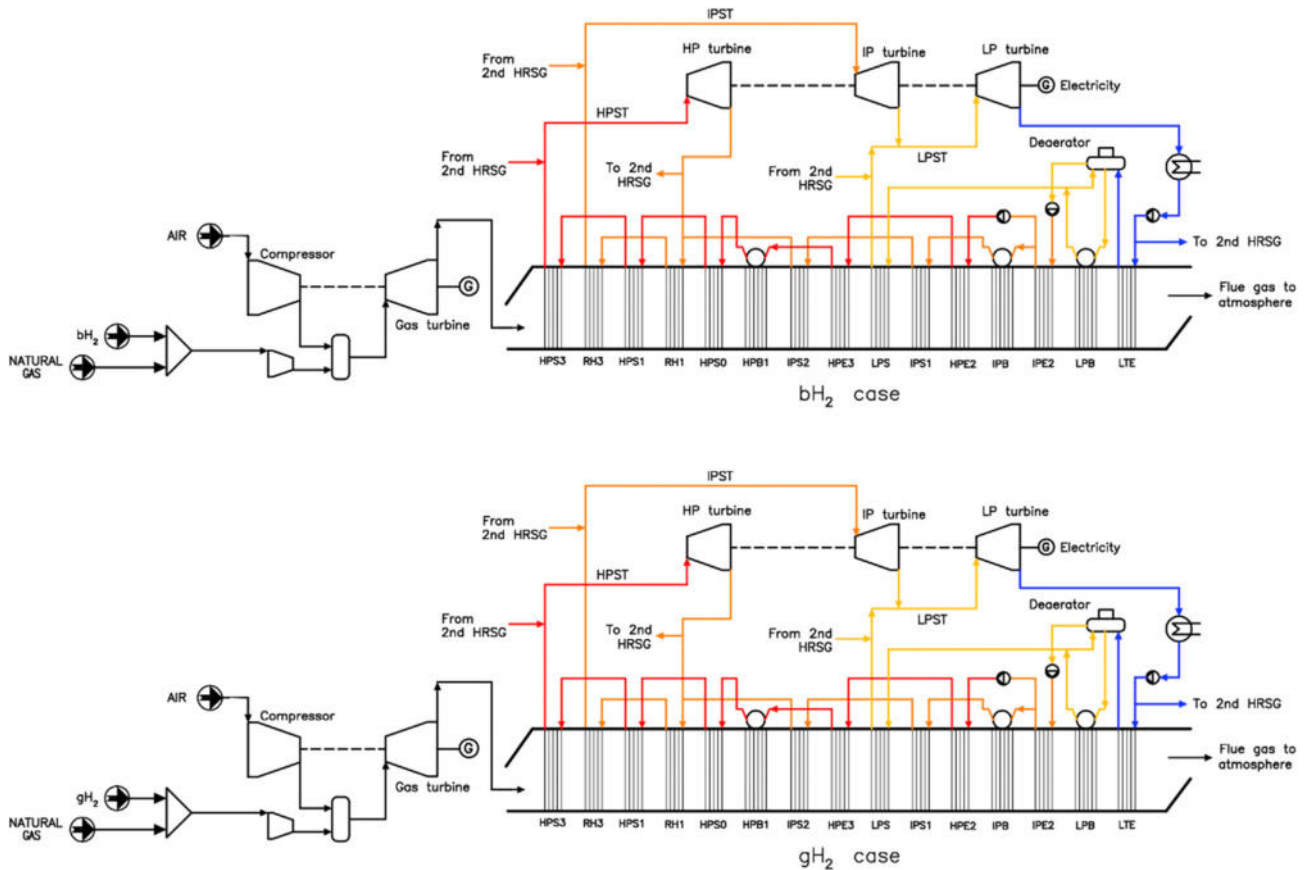 IPST
HP turbine
IP turbine
LP turbine
From
2nd HRSG
G
Electricity
HPST
From
2nd HRSG
To 2nd
HRSG
From 2nd
HRSG
LPST
Deaerator
AIR
Compressor
To 2nd HRSG
G
Gas turbine
Flue gas to
atmosphere
bH₂
NATURAL
GAS
HPS3 RH3 HPS1 RH1 HPS0 HPB1 IPS2 HPE3 LPS IPS1 HPE2 IPB IPE2 LPB LTE
bH₂ case
IPST
HP turbine
IP turbine
LP turbine
From
2nd HRSG
G
Electricity
HPST
From
2nd HRSG
To 2nd
HRSG
From 2nd
HRSG
LPST
Deaerator
AIR
Compressor
To 2nd HRSG
G
Gas turbine
Flue gas to
atmosphere
gH₂
NATURAL
GAS
HPS3 RH3 HPS1 RH1 HPS0 HPB1 IPS2 HPE3 LPS IPS1 HPE2 IPB IPE2 LPB LTE
gH₂ case